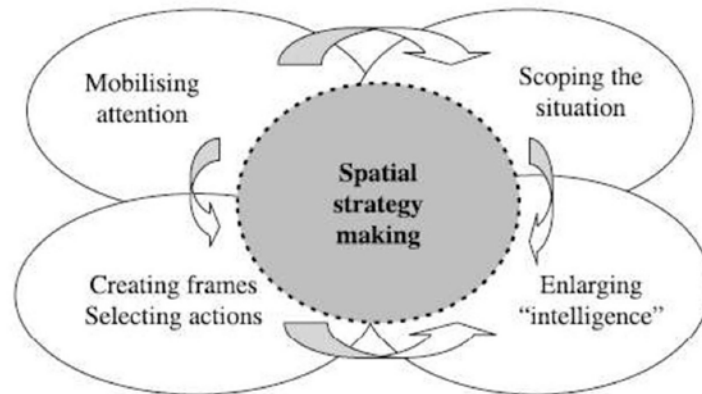 Mobilising
attention
Scoping the
situation
Spatial
strategy
making
Creating frames
Selecting actions
Enlarging
“intelligence”